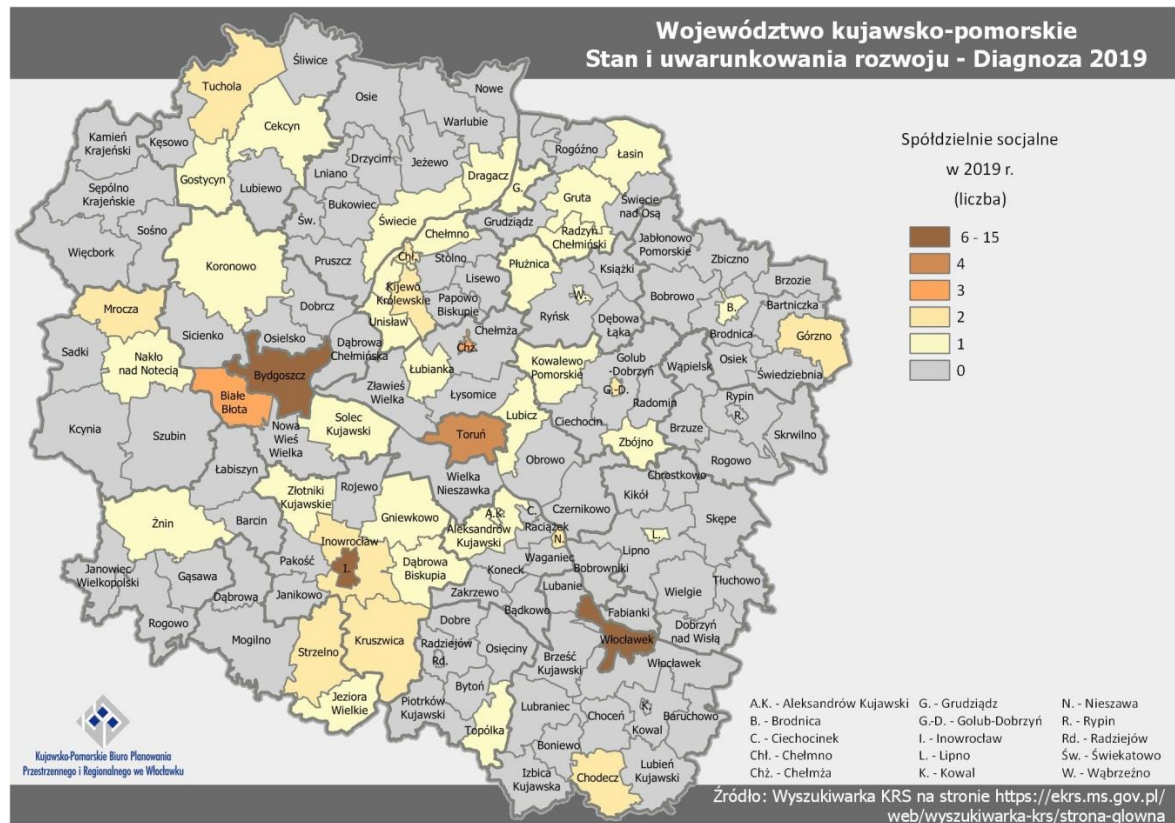 Województwo kujawsko-pomorskie
Stan i uwarunkowania rozwoju - Diagnoza 2019
Spółdzielnie socjalne
w 2019 r.
(liczba)
6 - 15
4
3
2
1
0
Śliwice
Tuchola
Nowe
Osie
Cekcyn
Warlubie
Kamień
Krajeński
Kęsowo
Rogóźno
Łasin
Drzycim
Jeżewo
Lniano
Dragacz
G.
Gostycyn
Lubiewo
Gruta
Sępólno
Krajeńskie
Bukowiec
Św.
Świecie
Grudziądz
Święcie
nad Osą
Radzyń
Chełmiński
Sośno
Chełmno
Więcbork
Koronowo
Pruszcz
Chł.
Stolno
Płużnica
Jabłonowo
Pomorskie
Zbiczno
Lisewo
Książki
Brzozie
Kijewo
Królewskie
Papowo
Biskupie
W.
Bobrowo
Bartniczka
Mrocza
Dobrcz
Unisław
Ryńsk
B.
Sicienko
Osielsko
Chełmża
Dębowa
Łąka
Brodnica
Górzno
Dąbrowa
Chełmińska
Chż.
Sadki
Nakło
nad Notecią
Łubianka
Kowalewo
Pomorskie
Golub
-Dobrzyń
Wąpielsk
Osiek
Świedziebnia
Bydgoszcz
Zławieś
Wielka
Łysomice
G.-D.
Rypin
Białe
Błota
Radomin
R.
Solec
Kujawski
Toruń
Lubicz
Ciechocin
Kcynia
Szubin
Nowa
Wieś
Wielka
Zbójno
Brzuze
Skrwilno
Obrowo
Rogowo
Łabiszyn
Wielka
Nieszawka
Chrostkowo
Złotniki
Kujawskie
Rojewo
Kikół
Gniewkowo
A.K.
C.
Czernikowo
Skępe
Żnin
Barcin
Aleksandrów
Kujawski
Raciążek
N.
L.
Inowrocław
Lipno
Waganiec
Pakość
I.
Dąbrowa
Biskupia
Koneck
Bobrowniki
Janowiec
Wielkopolski
Gąsawa
Tłuchowo
Dąbrowa
Janikowo
Zakrzewo
Lubanie
Wielgie
Bądkowo
Fabianki
Rogowo
Dobre
Dobrzyń
nad Wisłą
Mogilno
Kruszwica
Włocławek
Strzelno
Radziejów
Rd.
Osięciny
Brześć
Kujawski
Włocławek
Bytoń
Jeziora
Wielkie
Piotrków
Kujawski
Lubraniec
K.
Choceń
Baruchowo
Topólka
Kowal
Boniewo
Lubień
Kujawski
Izbica
Kujawska
Chodecz
A.K. - Aleksandrów Kujawski
B. - Brodnica
C. - Ciechocinek
Chł. - Chełmno
Chż. - Chełmża
G. - Grudziądz
G.-D. - Golub-Dobrzyń
I. - Inowrocław
L. - Lipno
K. - Kowal
N. - Nieszawa
R. - Rypin
Rd. - Radziejów
Św. - Świekatowo
W. - Wąbrzeźno
Kujawsko-Pomorskie Biuro Planowania
Przestrzennego i Regionalnego we Włocławku
Źródło: Wyszukiwarka KRS na stronie https://ekrs.ms.gov.pl/
web/wyszukiwarka-krs/strona-glowna